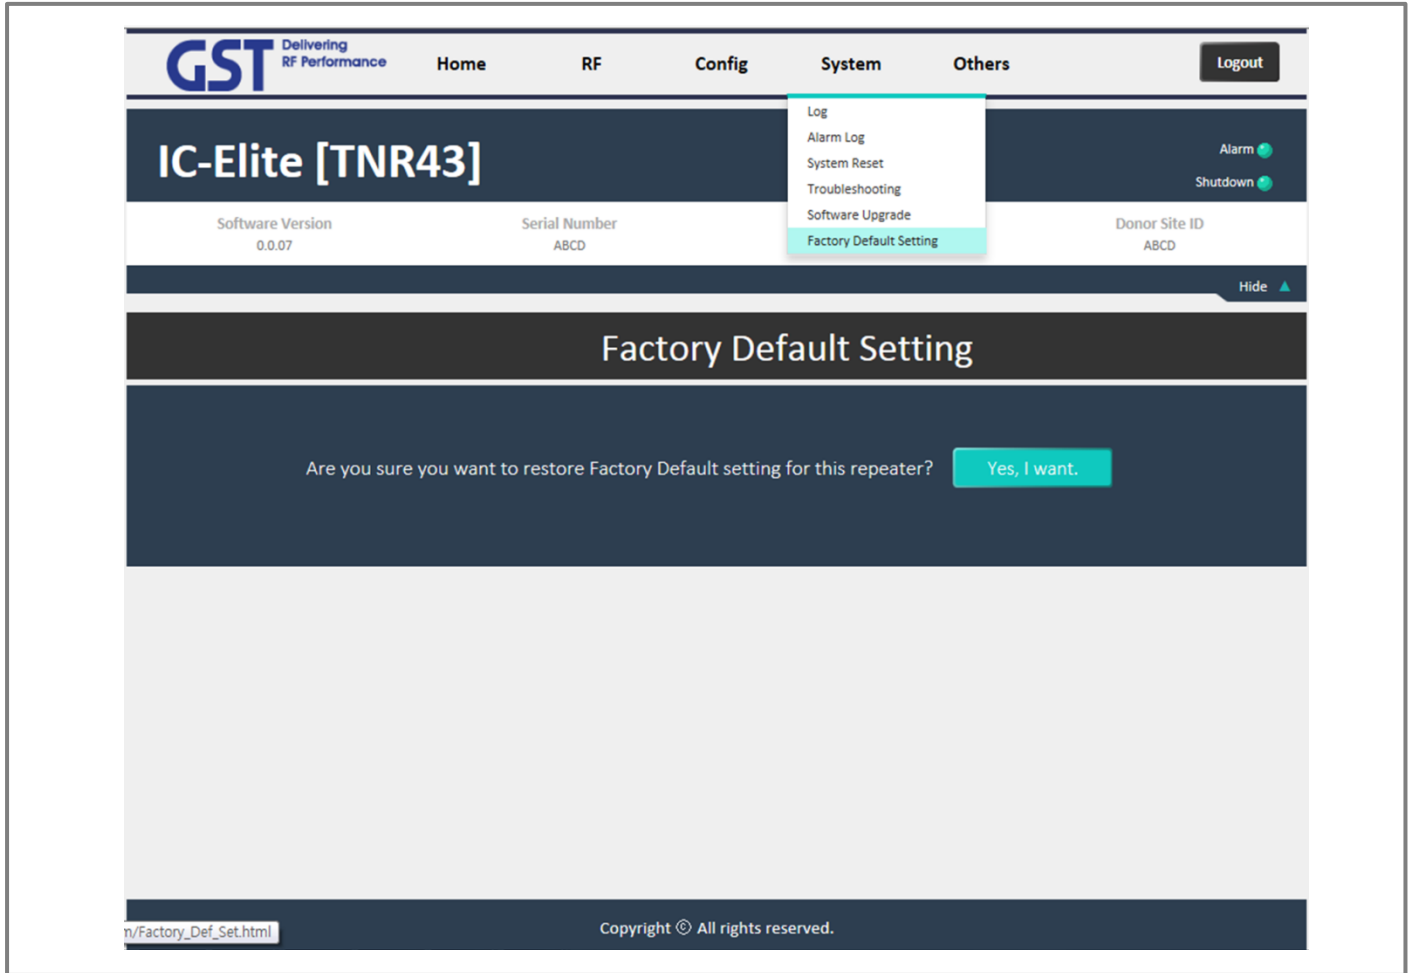 GST Delivering
RF Performance
Home RF Config System Others Logout
Log
Alarm Log
System Reset
Troubleshooting
Software Upgrade
Factory Default Setting
IC-Elite [TNR43]
Alarm
Shutdown
Software Version Serial Number Donor Site ID
0.0.07 ABCD ABCD
Hide
Factory Default Setting
Are you sure you want to restore Factory Default setting for this repeater? Yes, I want.
Copyright © All rights reserved.
m/Factory_Def_Set.html